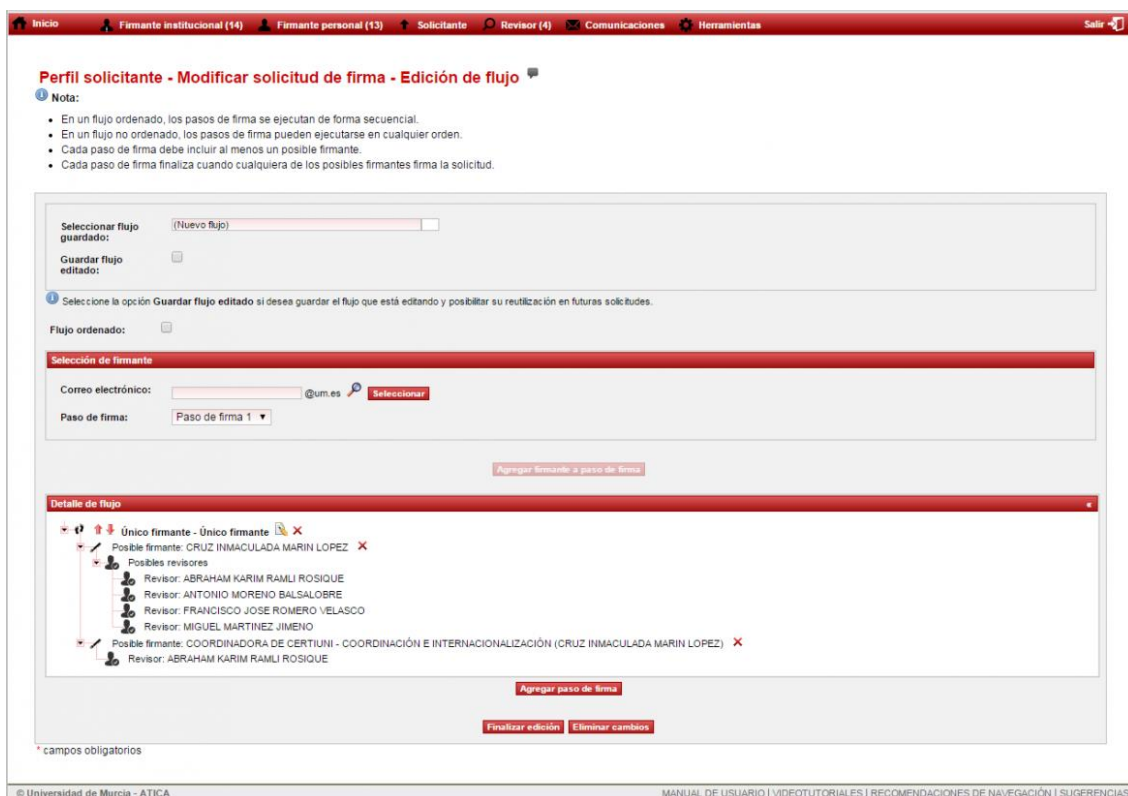 Inicio Firmante institucional (14) Firmante personal (13) Solicitante Revisor (4) Comunicaciones Herramientas Salir
Perfil solicitante - Modificar solicitud de firma - Edición de flujo
Nota:
• En un flujo ordenado, los pasos de firma se ejecutan de forma secuencial.
• En un flujo no ordenado, los pasos de firma pueden ejecutarse en cualquier orden.
• Cada paso de firma debe incluir al menos un posible firmante.
• Cada paso de firma finaliza cuando cualquiera de los posibles firmantes firma la solicitud.
Seleccionar flujo
guardado:
(Nuevo flujo)
Guardar flujo
editado:
Seleccione la opción Guardar flujo editado si desea guardar el flujo que está editando y posibilitar su reutilización en futuras solicitudes.
Flujo ordenado:
Selección de firmante
Correo electrónico: @um.es Seleccionar
Paso de firma: Paso de firma 1
Agregar firmante a paso de firma
Detalle de flujo
Único firmante - Único firmante
Posible firmante: CRUZ INMACULADA MARIN LOPEZ
Posibles revisores
Revisor: ABRAHAM KARIM RAMLI ROSIQUE
Revisor: ANTONIO MORENO BALSALOBRE
Revisor: FRANCISCO JOSE ROMERO VELASCO
Revisor: MIGUEL MARTINEZ JIMENO
Posible firmante: COORDINADORA DE CERTIUNI - COORDINACIÓN E INTERNACIONALIZACIÓN (CRUZ INMACULADA MARIN LOPEZ)
Revisor: ABRAHAM KARIM RAMLI ROSIQUE
Agregar paso de firma
Finalizar edición Eliminar cambios
* campos obligatorios
© Universidad de Murcia - ATICA MANUAL DE USUARIO | VIDEOTUTORIALES | RECOMENDACIONES DE NAVEGACIÓN | SUGERENCIAS